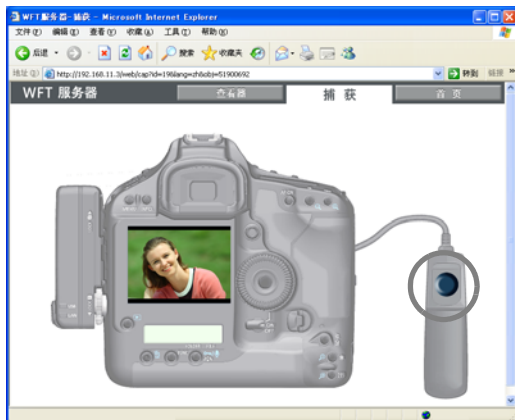 WFT 服务器-捕获 - Microsoft Internet Explorer
文件(F) 编辑(E) 查看(V) 收藏(A) 工具(T) 帮助(H)
后退 搜索 收藏夹
地址(D) http://192.168.11.3/web/cap?id=19&lang=zh&obj=51900692 转到 链接 »
WFT 服务器 查看器 捕获 首页